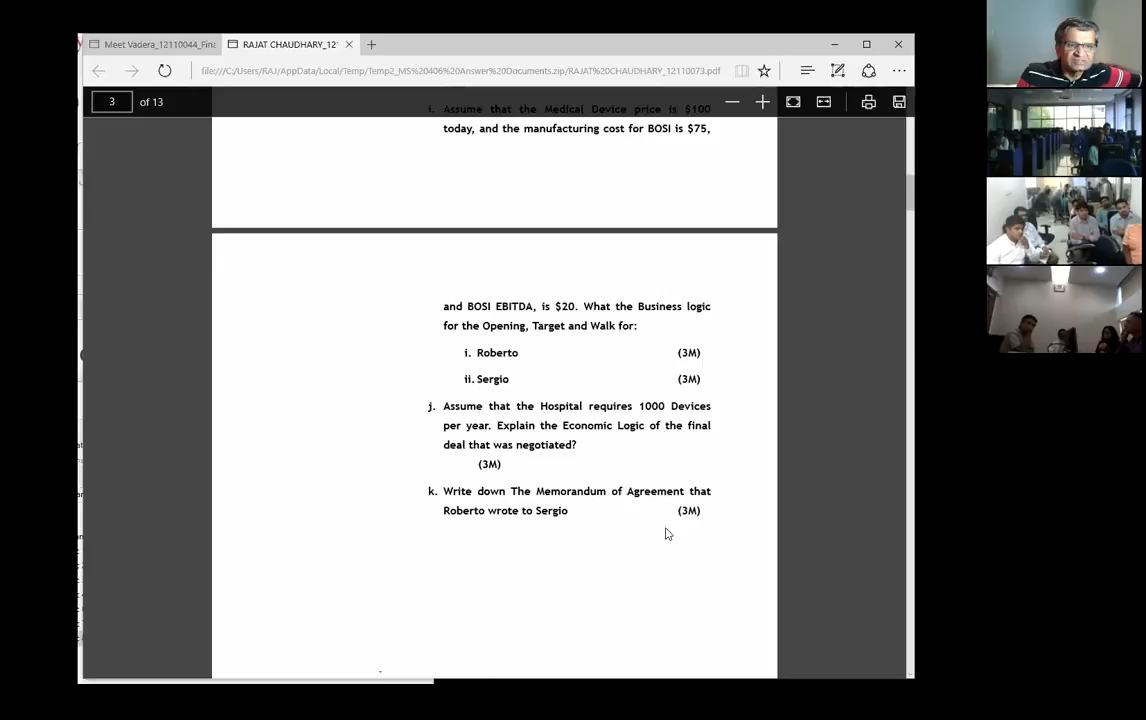 Meet Vadera_12110044_Fina
RAJAT CHAUDHARY_12
file:///C:/Users/RAJ/AppData/Local/Temp/Temp2_MS%20406%20Answer%20Documents.zip/RAJAT%20CHAUDHARY_12110073.pdf
3 of 13
i. Assume that the Medical Device price is $100
today, and the manufacturing cost for BOSI is $75,
and BOSI EBITDA, is $20. What the Business logic
for the Opening, Target and Walk for:
i. Roberto (3M)
ii. Sergio (3M)
j. Assume that the Hospital requires 1000 Devices
per year. Explain the Economic Logic of the final
deal that was negotiated?
(3M)
k. Write down The Memorandum of Agreement that
Roberto wrote to Sergio (3M)